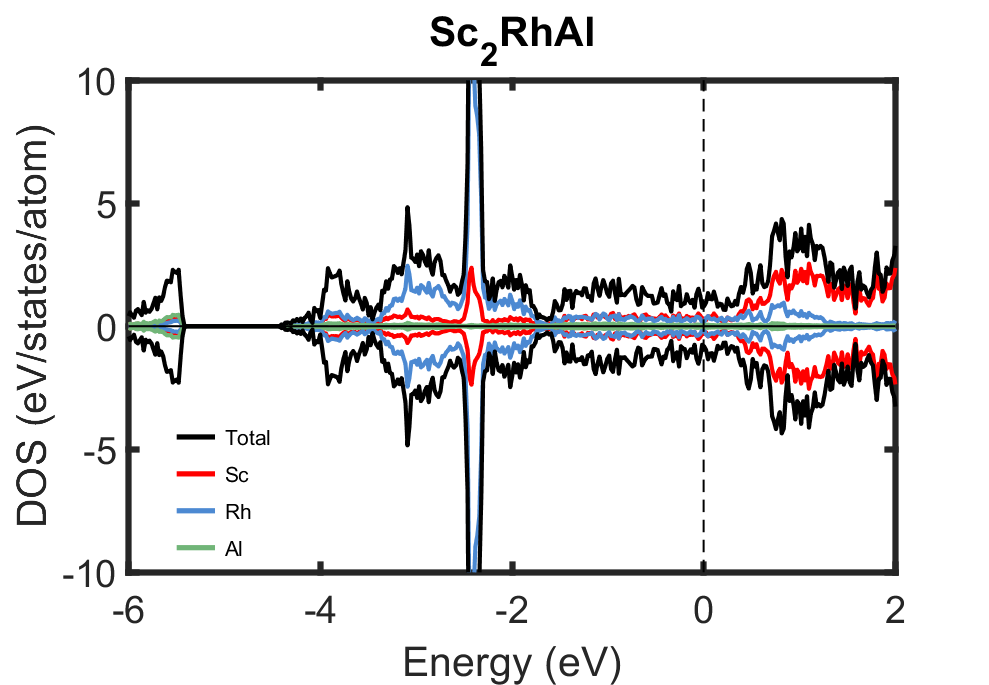 Sc2RhAl
10
5
0
-5
-10
DOS (eV/states/atom)
Total
Sc
Rh
Al
-6 -4 -2 0 2
Energy (eV)